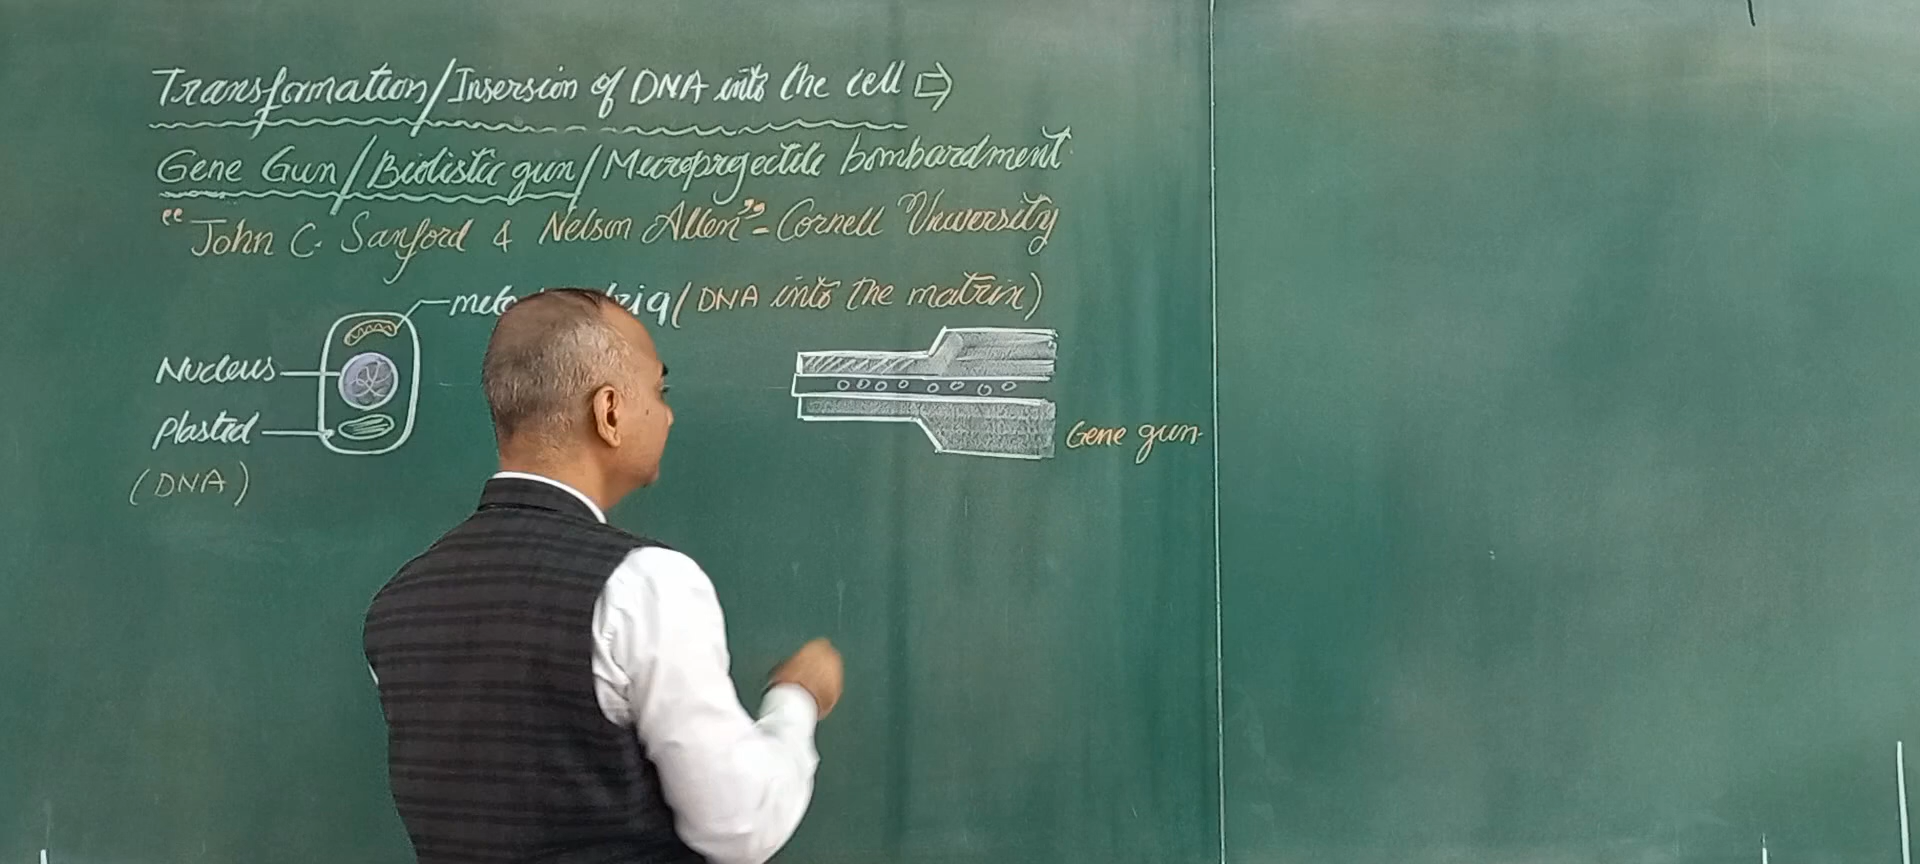 Transformation/Insersion of DNA into the cell ⇨
Gene Gun/Biolistic gun/Microprojectile bombardment
"John C. Sanford & Nelson Allen"- Cornell University
(DNA into the matrix)
Nucleus
Plastid
(DNA)
Gene gun